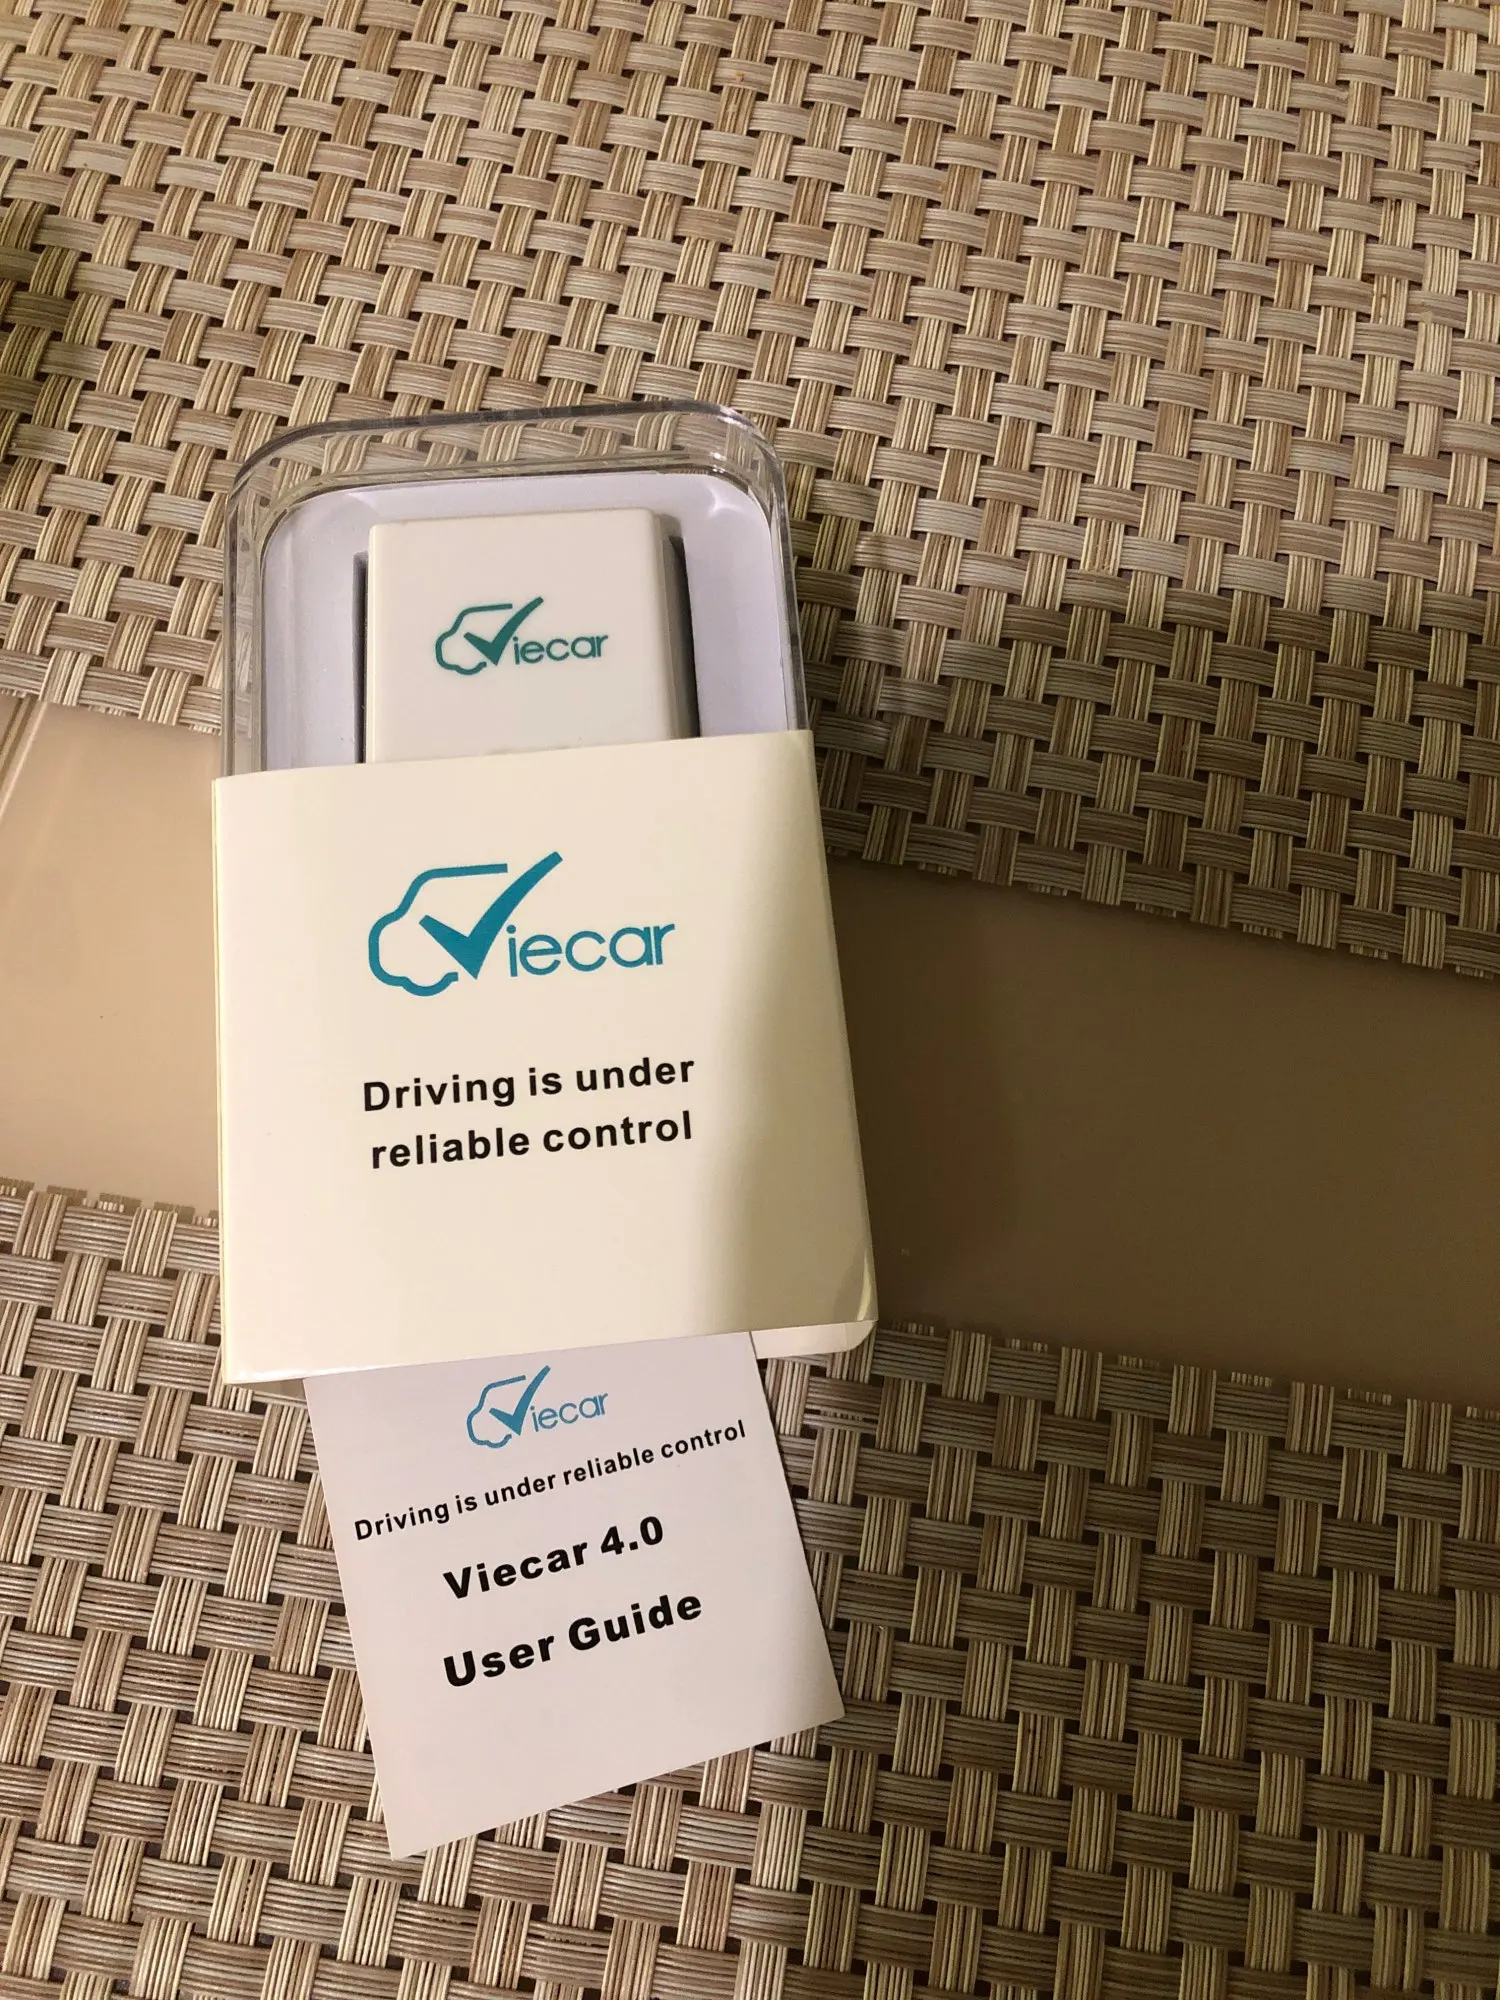 Viecar
Viecar
Driving is under
reliable control
Viecar
Driving is under reliable control
Viecar 4.0
User Guide